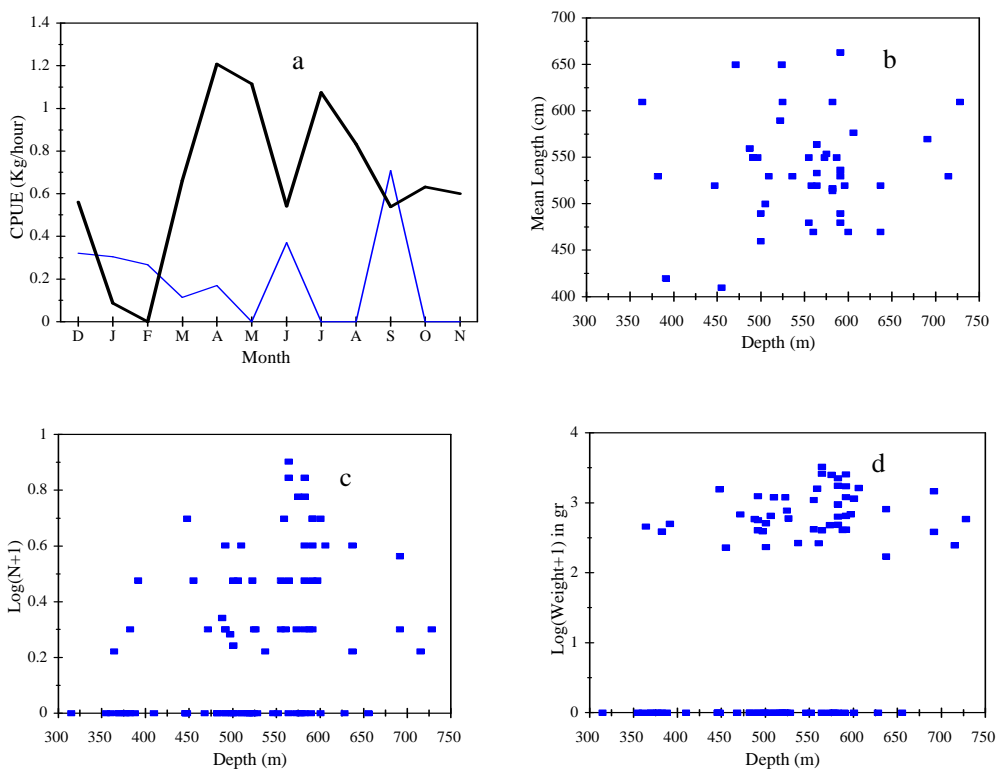 a
1.4
1.2
1
0.8
0.6
0.4
0.2
0
CPUE (Kg/hour)
D J F M A M J J A S O N
Month
b
700
650
600
550
500
450
400
Mean Length (cm)
300 350 400 450 500 550 600 650 700 750
Depth (m)
c
1
0.8
0.6
0.4
0.2
0
Log(N+1)
300 350 400 450 500 550 600 650 700 750
Depth (m)
d
4
3
2
1
0
Log(Weight+1) in gr
300 350 400 450 500 550 600 650 700 750
Depth (m)